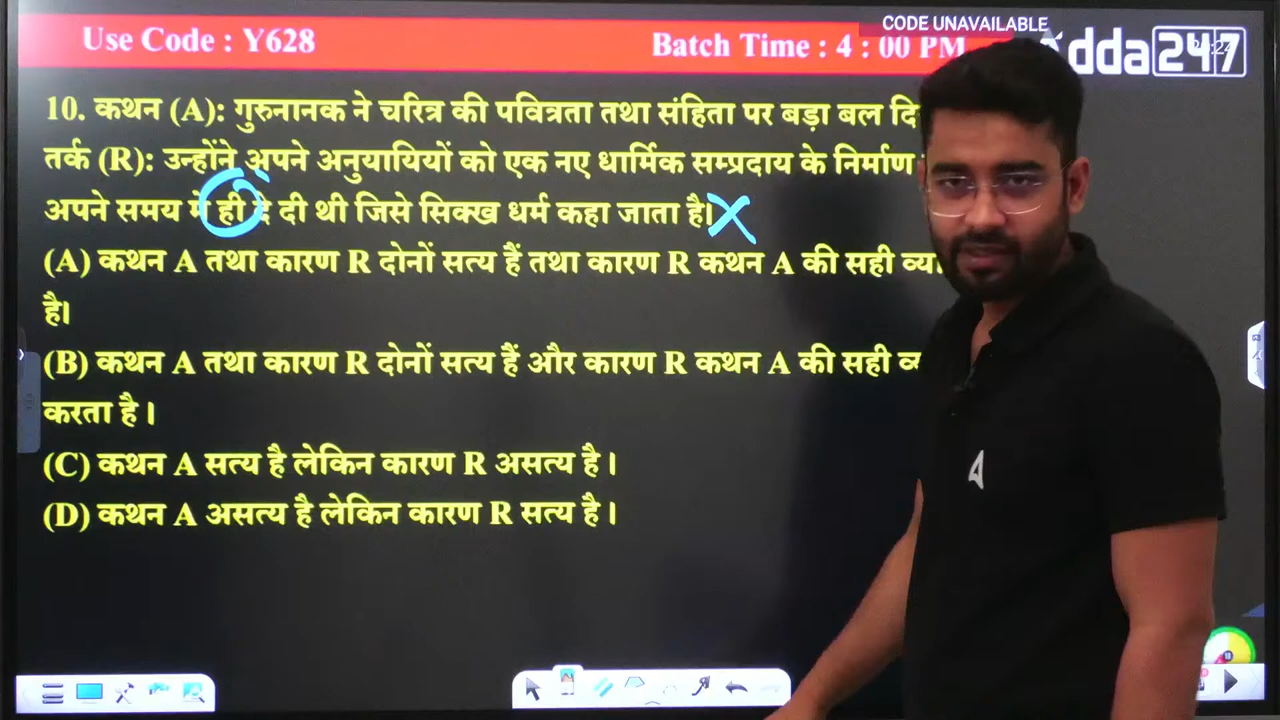 CODE UNAVAILABLE
Use Code : Y628
Batch Time : 4 : 00 PM
dda 247
10. कथन (A): गुरुनानक ने चरित्र की पवित्रता तथा संहिता पर बड़ा बल
तर्क (R): उन्होंने अपने अनुयायियों को एक नए धार्मिक सम्प्रदाय के निर्माण
अपने समय में ही दे दी थी जिसे सिक्ख धर्म कहा जाता है।
(A) कथन A तथा कारण R दोनों सत्य हैं तथा कारण R कथन A की सही
है।
(B) कथन A तथा कारण R दोनों सत्य हैं और कारण R कथन A की सही
करता है।
(C) कथन A सत्य है लेकिन कारण R असत्य है।
(D) कथन A असत्य है लेकिन कारण R सत्य है।